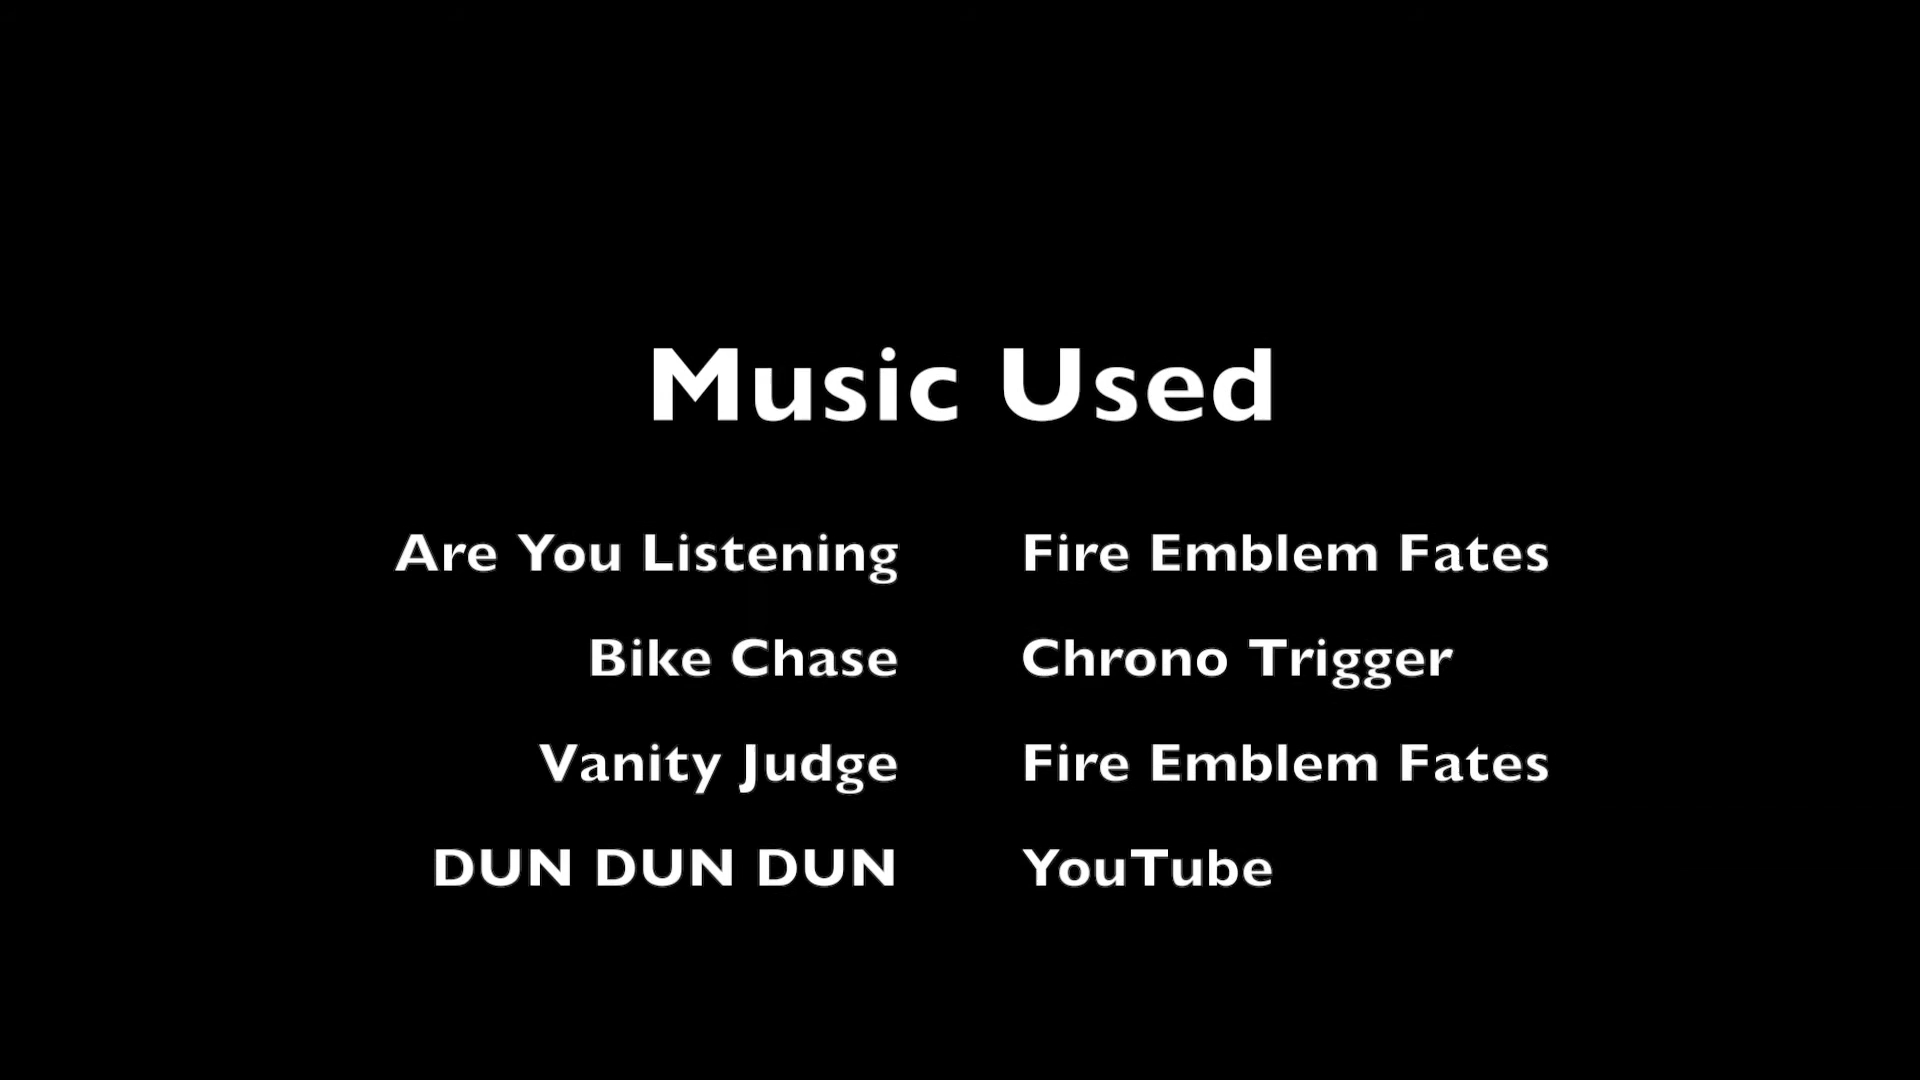 Music Used
Are You Listening Fire Emblem Fates
Bike Chase Chrono Trigger
Vanity Judge Fire Emblem Fates
DUN DUN DUN YouTube